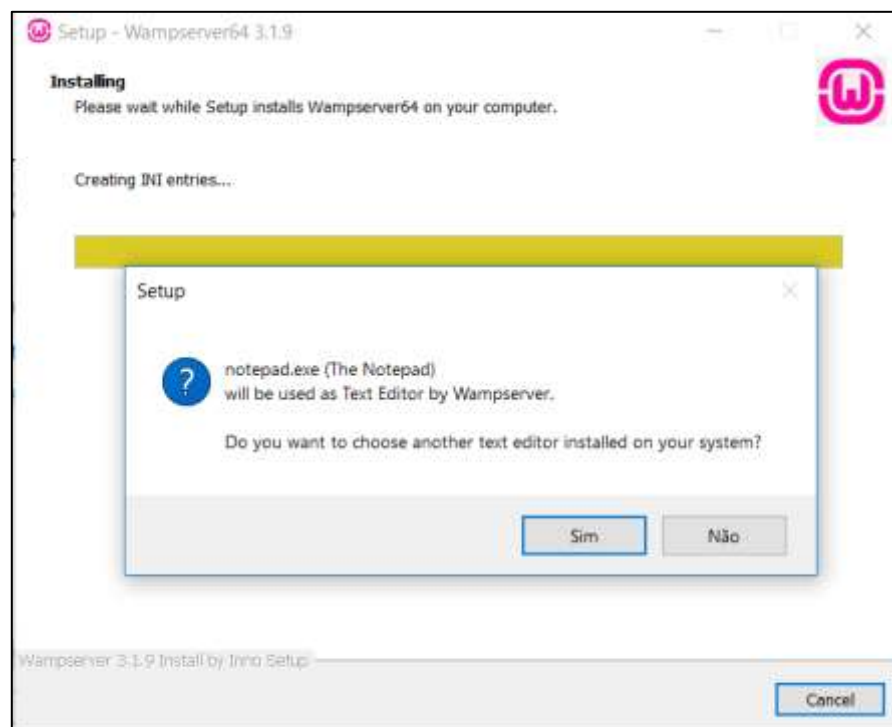 Setup - Wampserver64 3.1.9
Installing
Please wait while Setup installs Wampserver64 on your computer.
Creating INI entries...
Setup
notepad.exe (The Notepad)
will be used as Text Editor by Wampserver.
Do you want to choose another text editor installed on your system?
Sim Não
Wampserver 3.1.9 Install by Inno Setup
Cancel